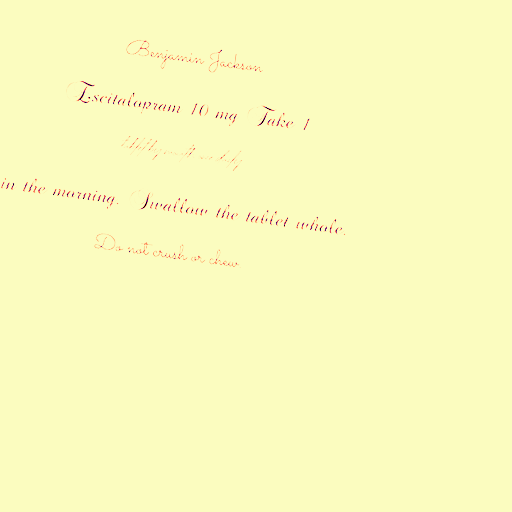 Benjamin Jackson
Escitalopram 10 mg Take 1
in the morning. Swallow the tablet whole.
Do not crush or chew